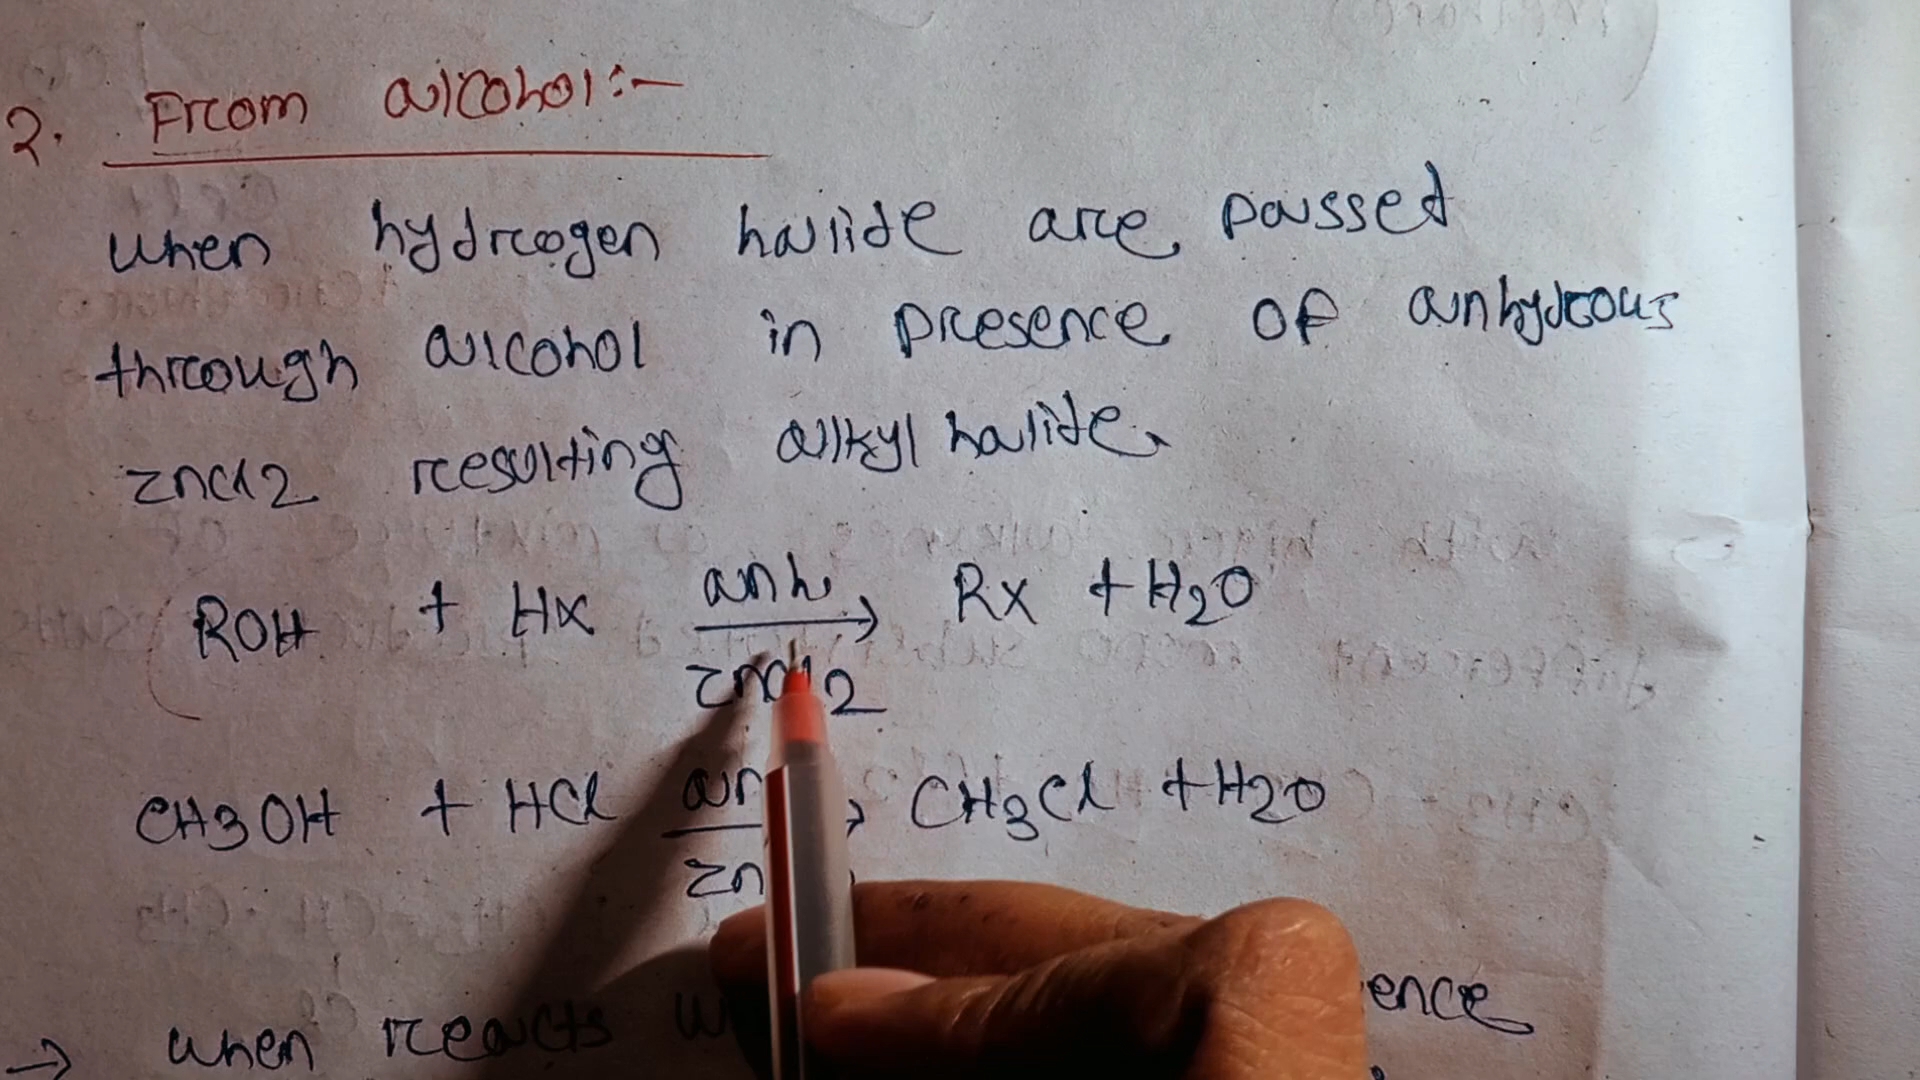 2. From alcohol:-
when hydrogen halide are passed
through alcohol in presence of anhydrous
zncl2 resulting alkyl halide.
ROH + Hx anh → Rx + H2O
zncl2
CH3OH + HCl → CH3Cl + H2O
zn
→ when reacts